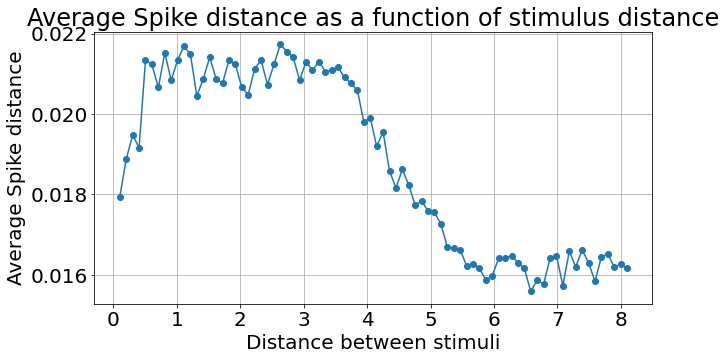 Average Spike distance as a function of stimulus distance
Average Spike distance
0.022
0.020
0.018
0.016
0 1 2 3 4 5 6 7 8
Distance between stimuli